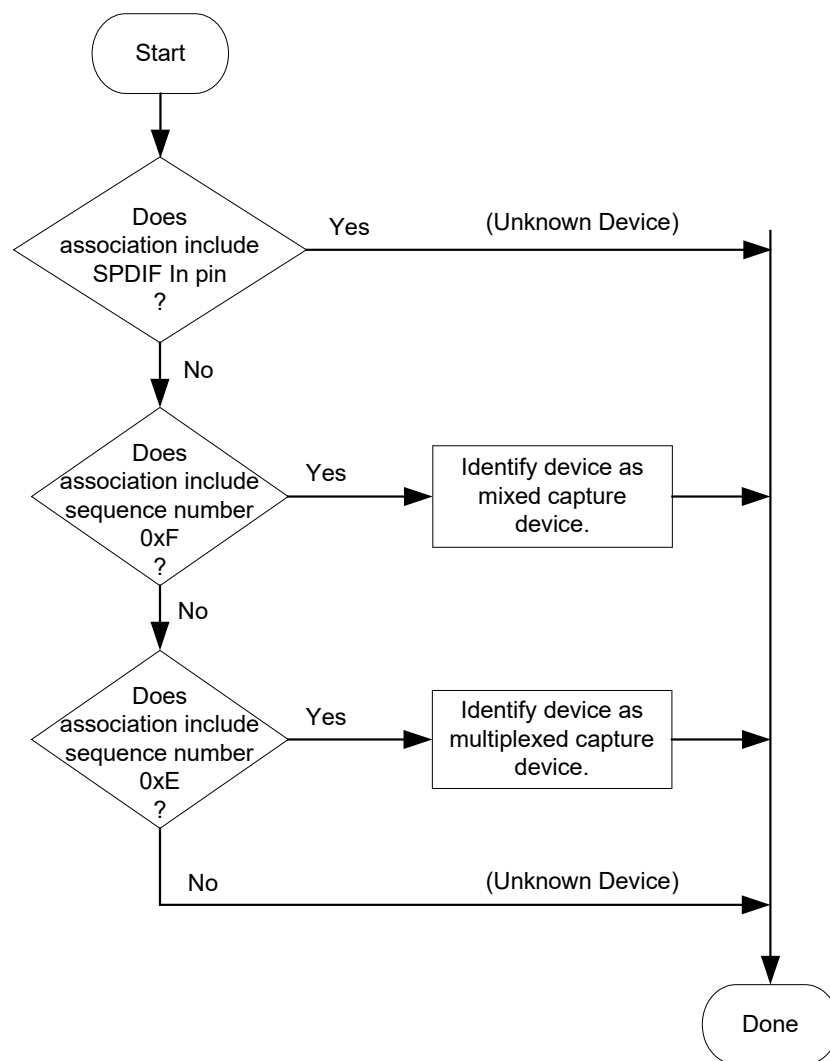 Start
Does
association include
SPDIF In pin
?
Yes
(Unknown Device)
No
Does
association include
sequence number
0xF
?
Yes
Identify device as
mixed capture
device.
No
Does
association include
sequence number
0xE
?
Yes
Identify device as
multiplexed capture
device.
No
(Unknown Device)
Done